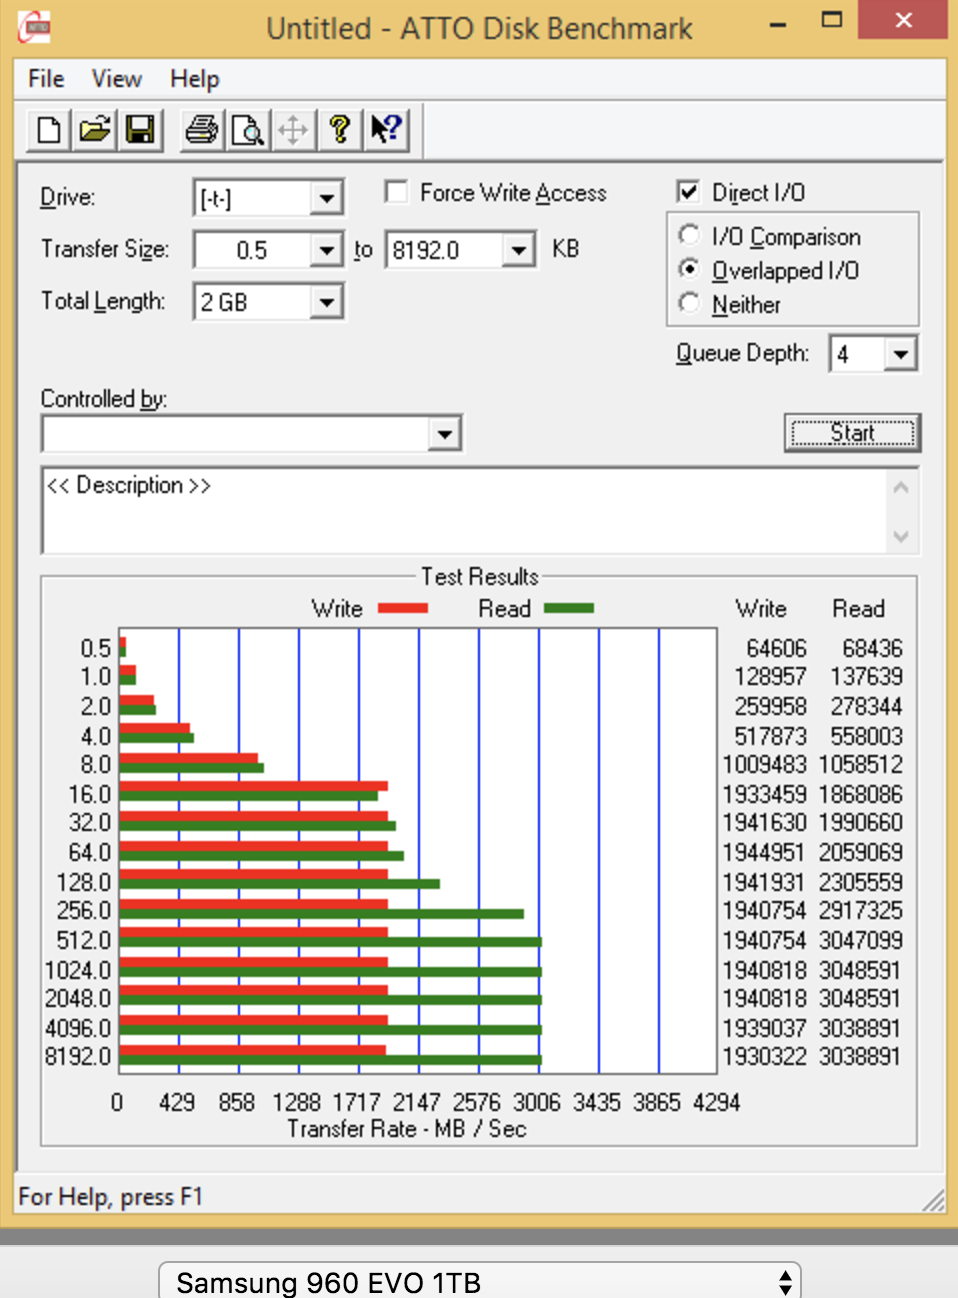 Untitled - ATTO Disk Benchmark
File View Help
Drive: [-t-] Force Write Access Direct I/O
Transfer Size: 0.5 to 8192.0 KB I/O Comparison
Overlapped I/O
Total Length: 2 GB Neither
Queue Depth: 4
Controlled by:
Start
<< Description >>
Test Results
Write Read Write Read
0.5 64606 68436
1.0 128957 137639
2.0 259958 278344
4.0 517873 558003
8.0 1009483 1058512
16.0 1933459 1868086
32.0 1941630 1990660
64.0 1944951 2059069
128.0 1941931 2305559
256.0 1940754 2917325
512.0 1940754 3047099
1024.0 1940818 3048591
2048.0 1940818 3048591
4096.0 1939037 3038891
8192.0 1930322 3038891
0 429 858 1288 1717 2147 2576 3006 3435 3865 4294
Transfer Rate - MB / Sec
For Help, press F1
Samsung 960 EVO 1TB